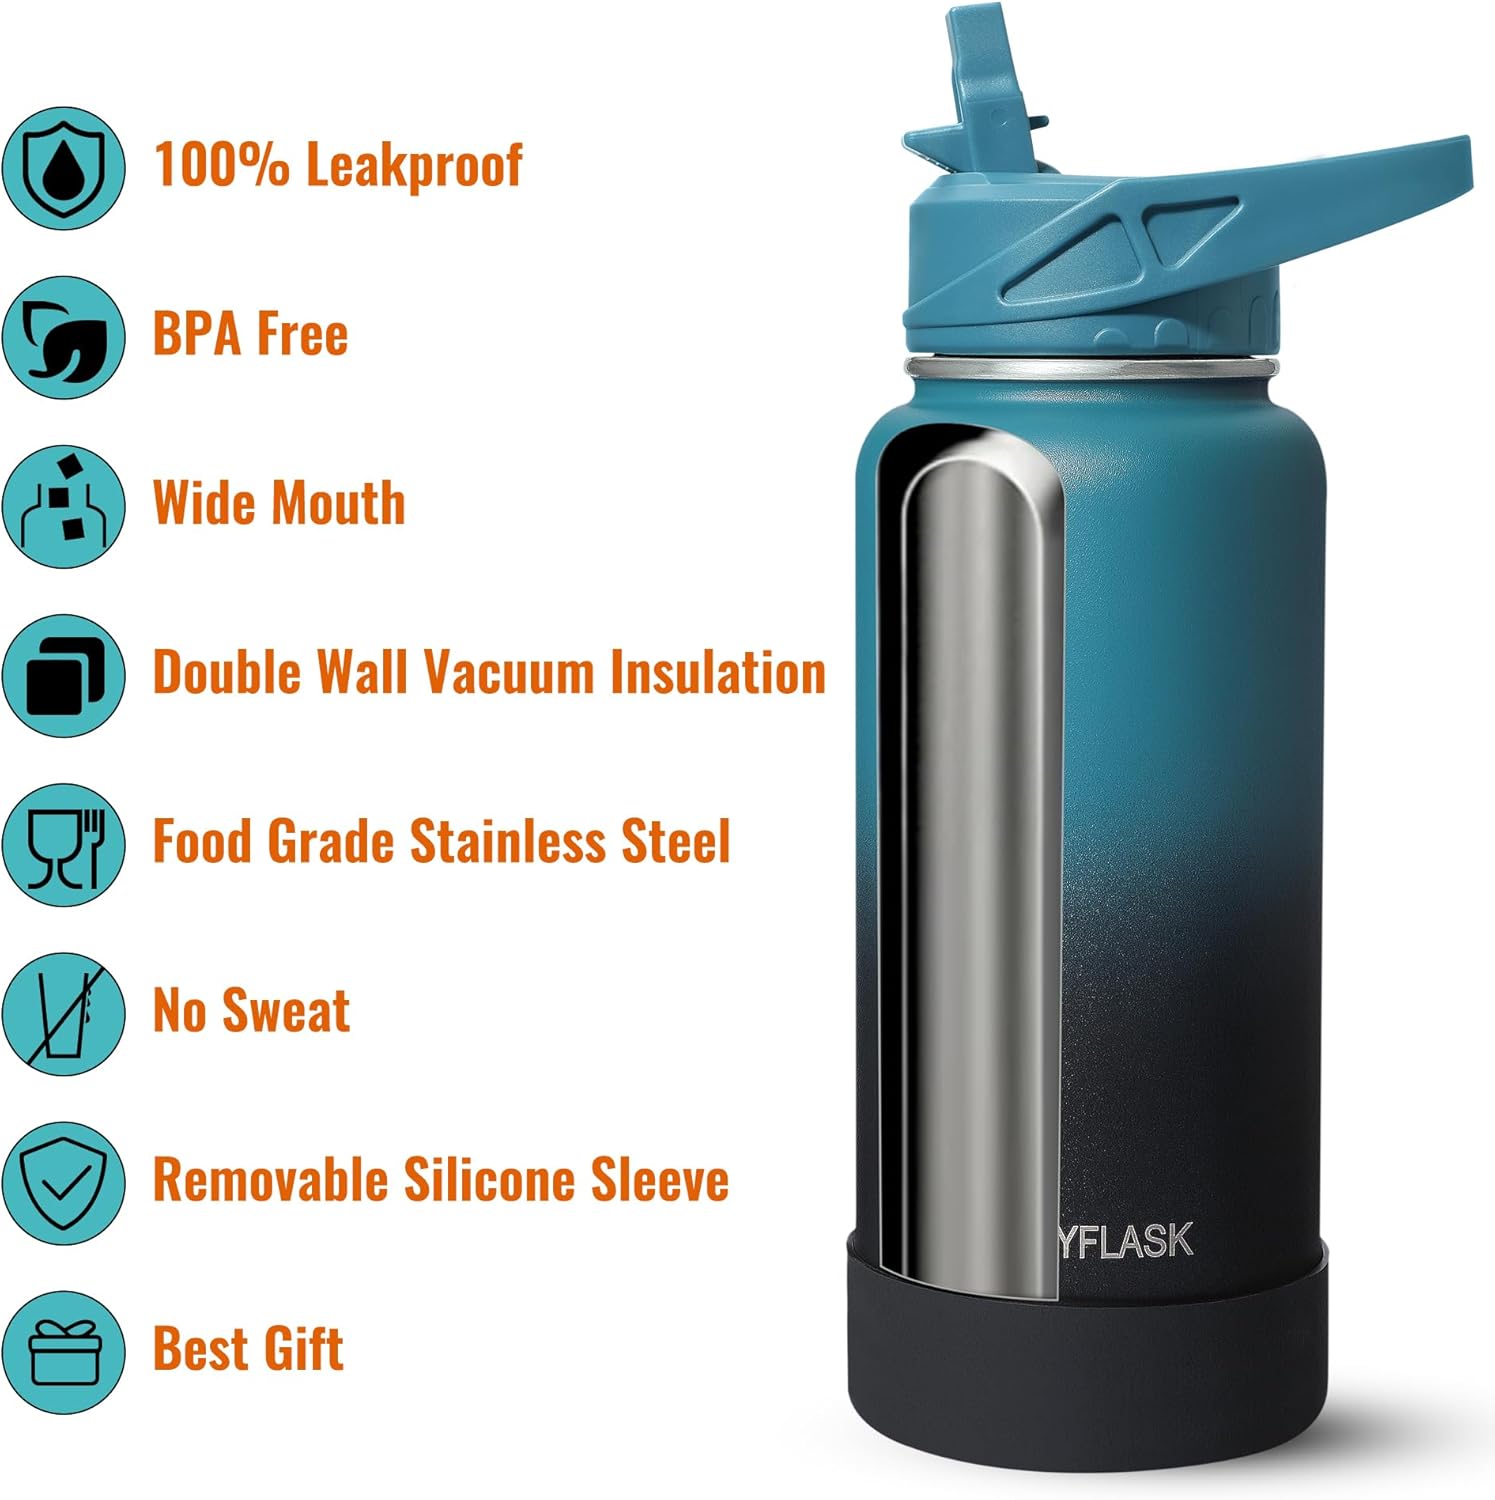 100% Leakproof
BPA Free
Wide Mouth
Double Wall Vacuum Insulation
Food Grade Stainless Steel
No Sweat
Removable Silicone Sleeve
Best Gift
YFLASK